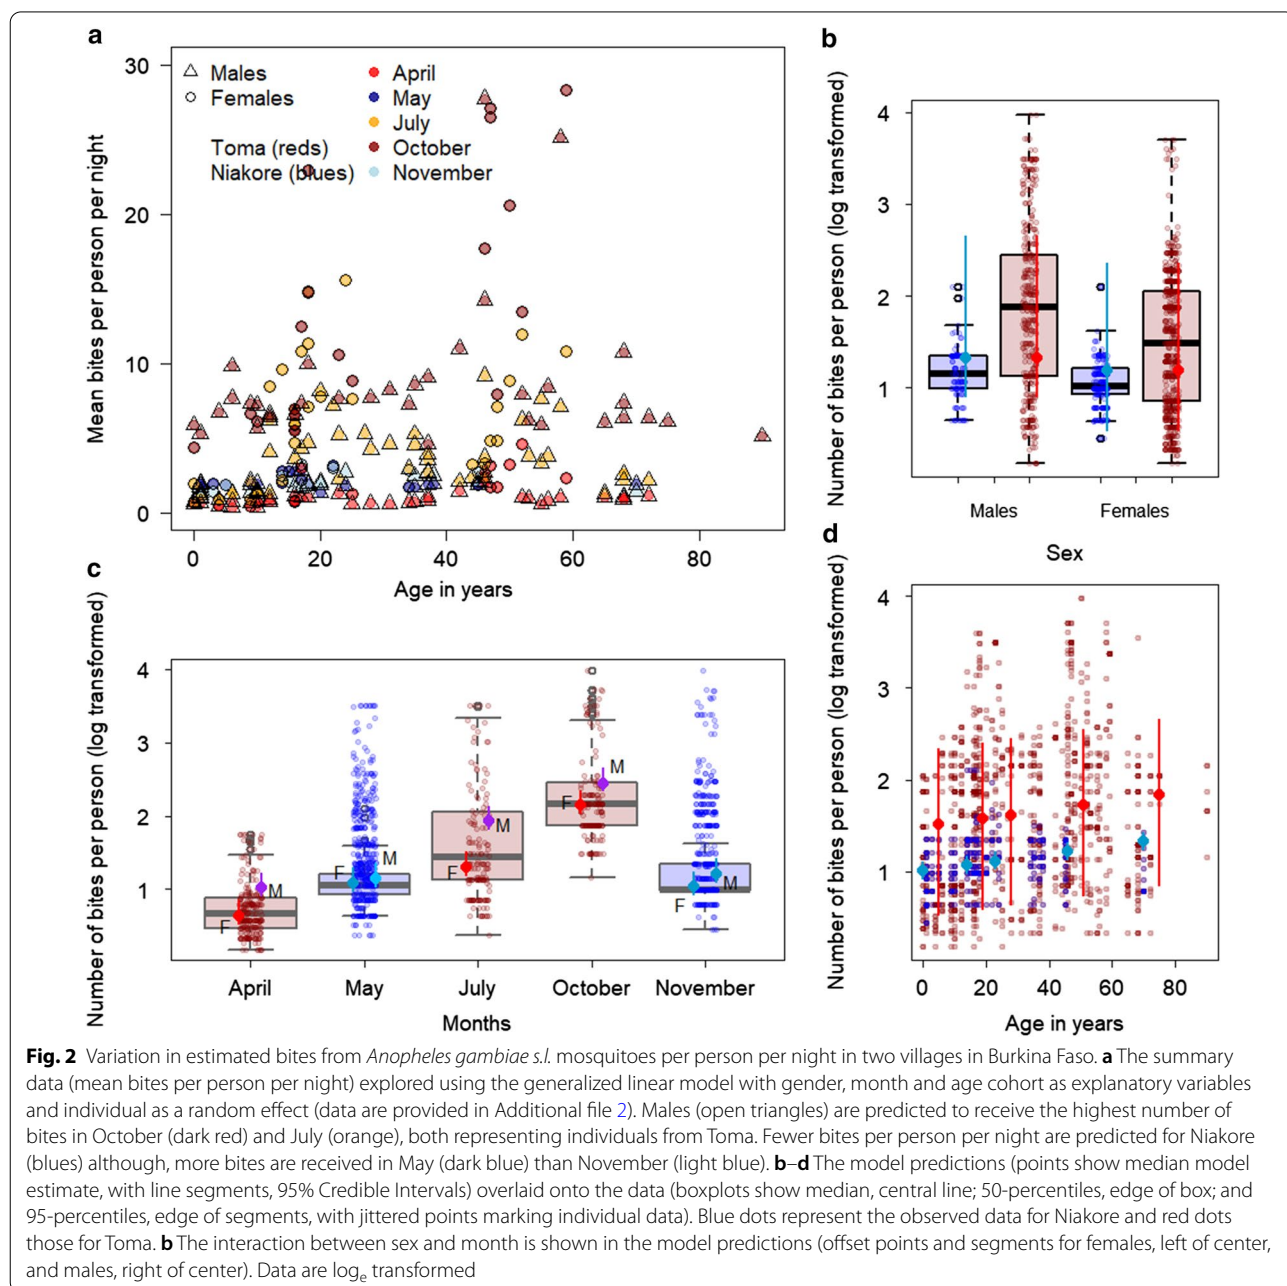 a
Mean bites per person per night
30
20
10
0
Males
Females
Toma (reds)
Niakore (blues)
April
May
July
October
November
0 20 40 60 80
Age in years
b
Number of bites per person (log transformed)
4
3
2
1
Males Females
Sex
c
Number of bites per person (log transformed)
4
3
2
1
F M
F M
F M
F M
F M
April May July October November
Months
d
Number of bites per person (log transformed)
4
3
2
1
0 20 40 60 80
Age in years
Fig. 2 Variation in estimated bites from Anopheles gambiae s.l. mosquitoes per person per night in two villages in Burkina Faso. a The summary
data (mean bites per person per night) explored using the generalized linear model with gender, month and age cohort as explanatory variables
and individual as a random effect (data are provided in Additional file 2). Males (open triangles) are predicted to receive the highest number of
bites in October (dark red) and July (orange), both representing individuals from Toma. Fewer bites per person per night are predicted for Niakore
(blues) although, more bites are received in May (dark blue) than November (light blue). b–d The model predictions (points show median model
estimate, with line segments, 95% Credible Intervals) overlaid onto the data (boxplots show median, central line; 50-percentiles, edge of box; and
95-percentiles, edge of segments, with jittered points marking individual data). Blue dots represent the observed data for Niakore and red dots
those for Toma. b The interaction between sex and month is shown in the model predictions (offset points and segments for females, left of center,
and males, right of center). Data are logₑ transformed